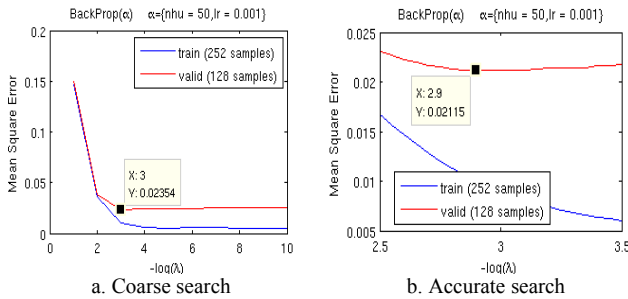 BackProp(α) α={nhu = 50,lr = 0.001}
Mean Square Error
0.2
0.15
0.1
0.05
0
train (252 samples)
valid (128 samples)
X: 3
Y: 0.02354
0 2 4 6 8 10
-log(λ)
a. Coarse search
BackProp(α) α={nhu = 50,lr = 0.001}
Mean Square Error
0.025
0.02
0.015
0.01
0.005
X: 2.9
Y: 0.02115
train (252 samples)
valid (128 samples)
2.5 3 3.5
-log(λ)
b. Accurate search